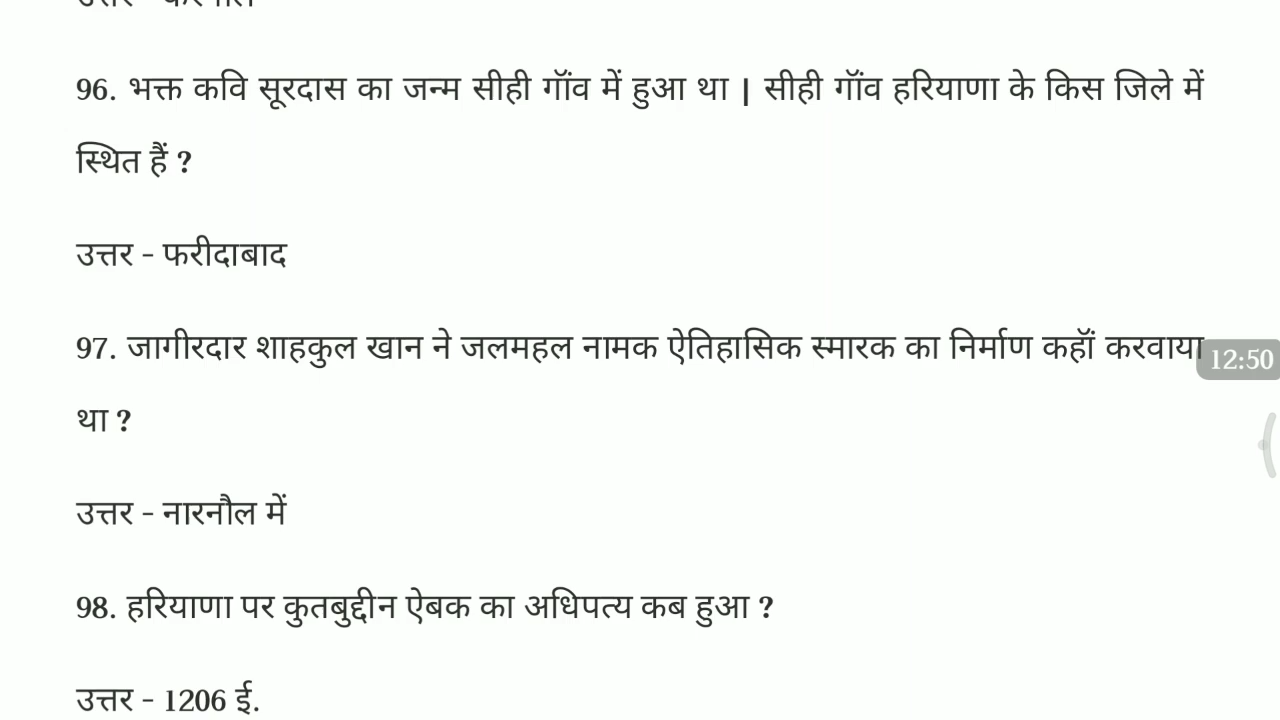 96. भक्त कवि सूरदास का जन्म सीही गॉंव में हुआ था | सीही गॉंव हरियाणा के किस जिले में
स्थित हैं ?
उत्तर - फरीदाबाद
97. जागीरदार शाहकुल खान ने जलमहल नामक ऐतिहासिक स्मारक का निर्माण कहॉं करवाया
12:50
था ?
उत्तर - नारनौल में
98. हरियाणा पर कुतबुद्दीन ऐबक का अधिपत्य कब हुआ ?
उत्तर - 1206 ई.